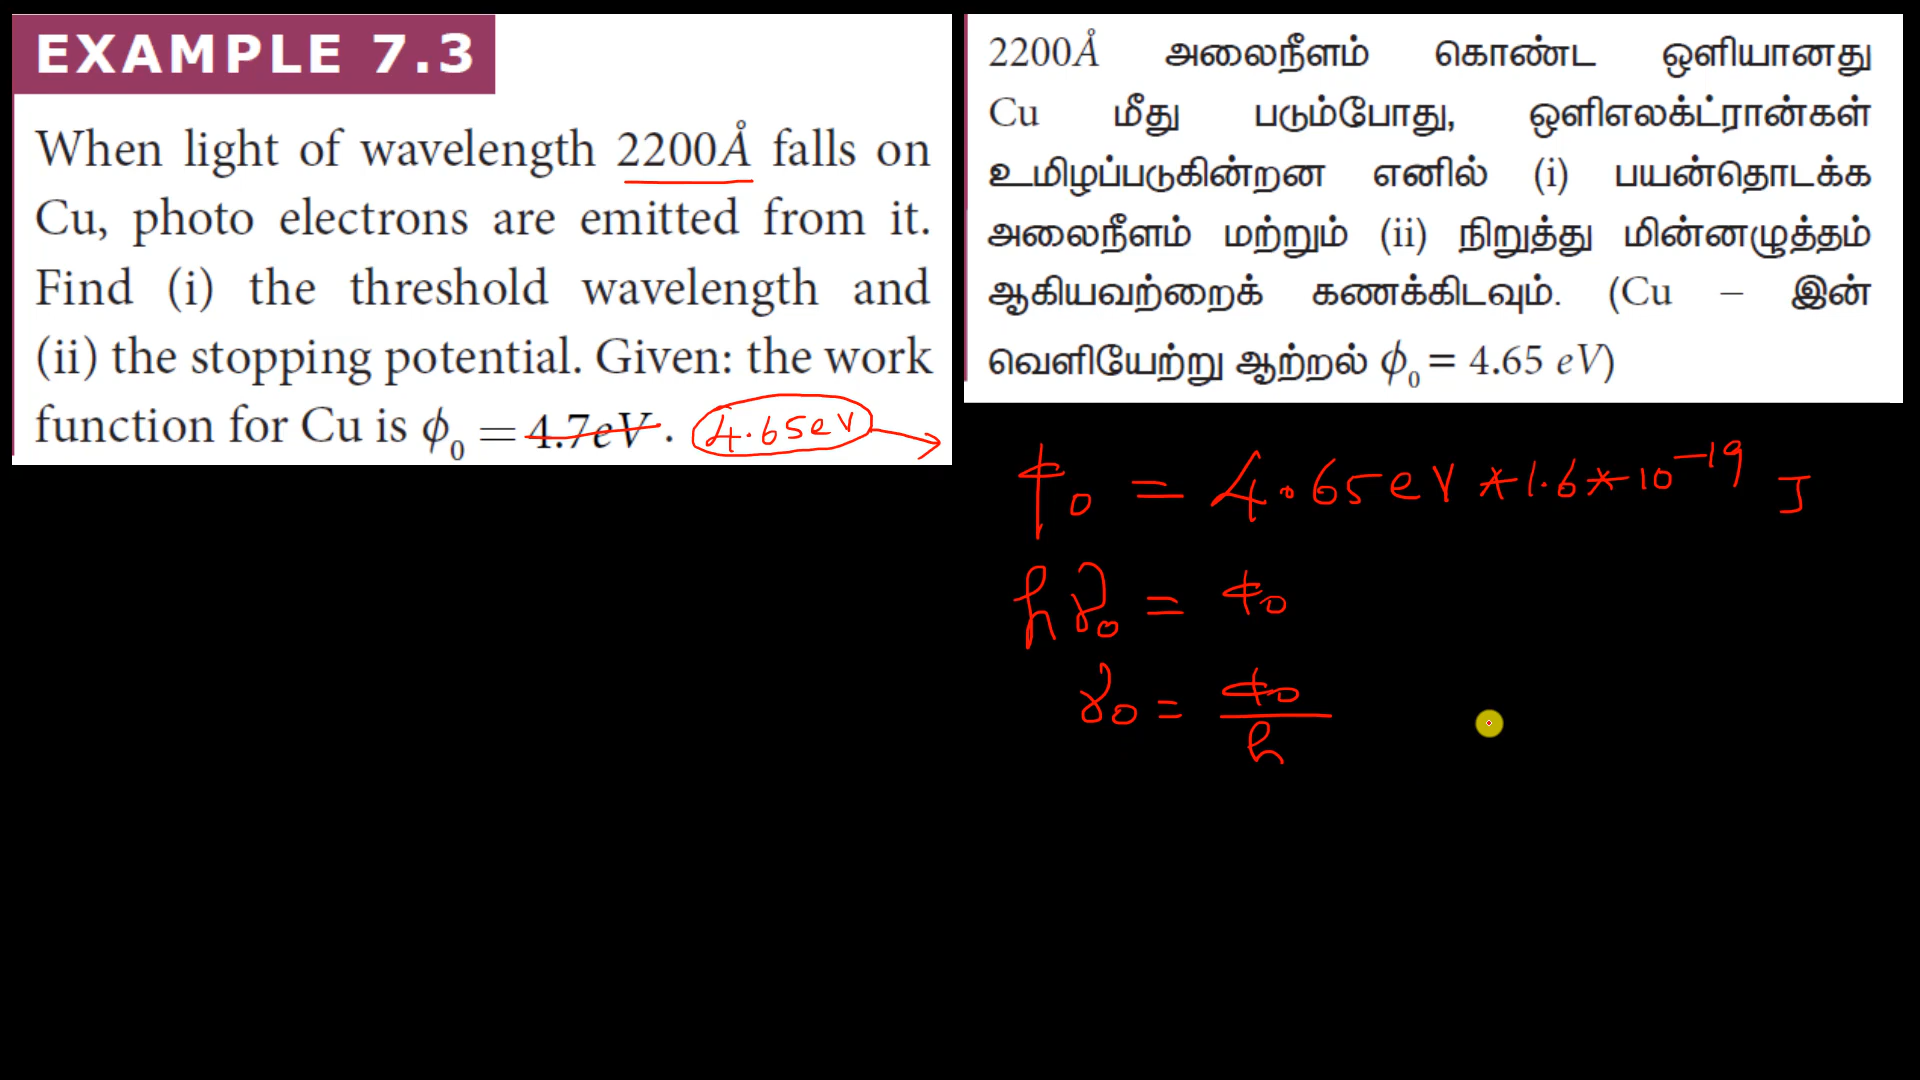 EXAMPLE 7.3
When light of wavelength 2200Å falls on
Cu, photo electrons are emitted from it.
Find (i) the threshold wavelength and
(ii) the stopping potential. Given: the work
function for Cu is ϕ₀ = 4.7eV . 4.65eV
2200Å அலைநீளம் கொண்ட ஒளியானது
Cu மீது படும்போது, ஒளிஎலக்ட்ரான்கள்
உமிழப்படுகின்றன எனில் (i) பயன்தொடக்க
அலைநீளம் மற்றும் (ii) நிறுத்து மின்னழுத்தம்
ஆகியவற்றைக் கணக்கிடவும். (Cu – இன்
வெளியேற்று ஆற்றல் ϕ₀ = 4.65 eV)
ϕ₀ = 4.65eV * 1.6 * 10⁻¹⁹ J
hγ₀ = ϕ₀
γ₀ = ϕ₀
h